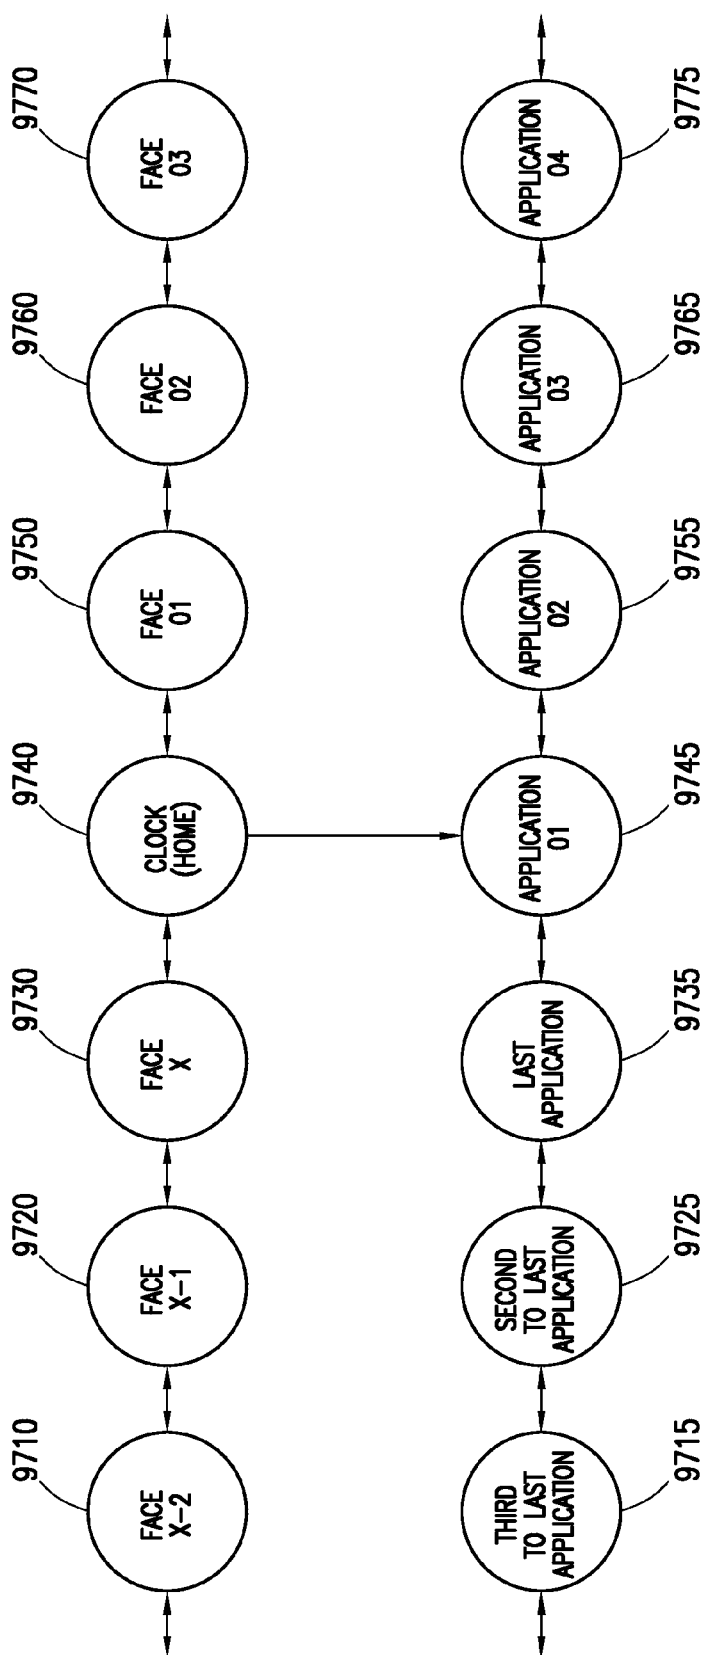 9710
FACE
X-2
9720
FACE
X-1
9730
FACE
X
9740
CLOCK
(HOME)
9750
FACE
01
9760
FACE
02
9770
FACE
03
THIRD
TO LAST
APPLICATION
9715
SECOND
TO LAST
APPLICATION
9725
LAST
APPLICATION
9735
APPLICATION
01
9745
APPLICATION
02
9755
APPLICATION
03
9765
APPLICATION
04
9775